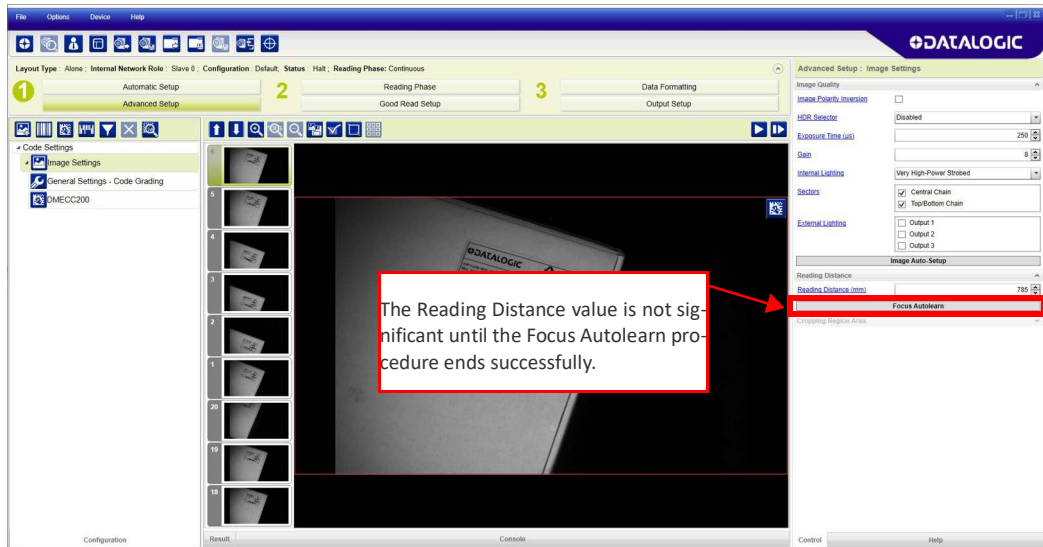 File Options Device Help
DATALOGIC
Layout Type : Alone ; Internal Network Role : Slave 0 ; Configuration : Default; Status : Halt ; Reading Phase: Continuous
1
Automatic Setup
Advanced Setup
2
Reading Phase
Good Read Setup
3
Data Formatting
Output Setup
Code Settings
Image Settings
General Settings - Code Grading
DMECC200
Configuration
6
5
4
3
2
1
20
19
18
DATALOGIC
The Reading Distance value is not sig-
nificant until the Focus Autolearn pro-
cedure ends successfully.
Result Console
Advanced Setup : Image Settings
Image Quality
Image Polarity Inversion
HDR Selector Disabled
Exposure Time (us) 250
Gain 8
Internal Lighting Very High-Power Strobed
Sectors Central Chain
Top/Bottom Chain
External Lighting Output 1
Output 2
Output 3
Image Auto-Setup
Reading Distance
Reading Distance (mm) 785
Focus Autolearn
Cropping Region Area
Control Help